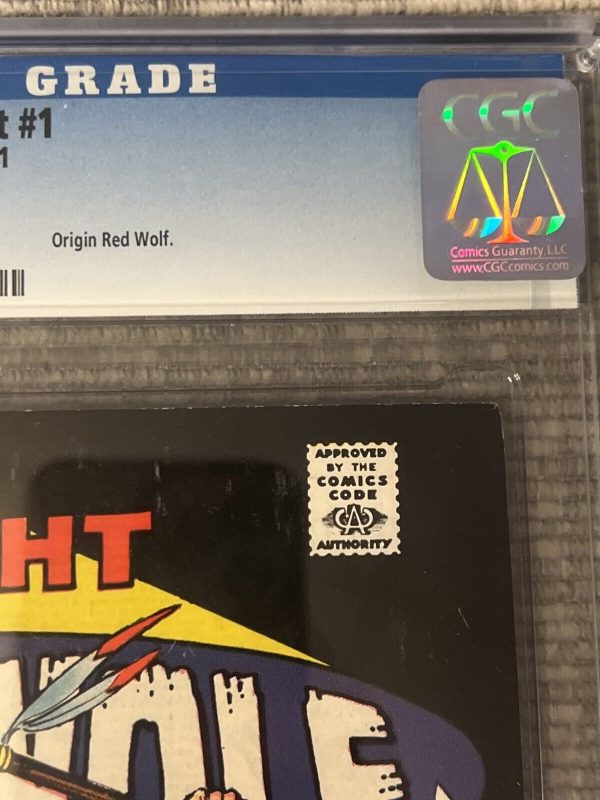 GRADE
t #1
1
Origin Red Wolf.
CGC
Comics Guaranty, LLC
www.CGCcomics.com
APPROVED
BY THE
COMICS
CODE
AUTHORITY
HT